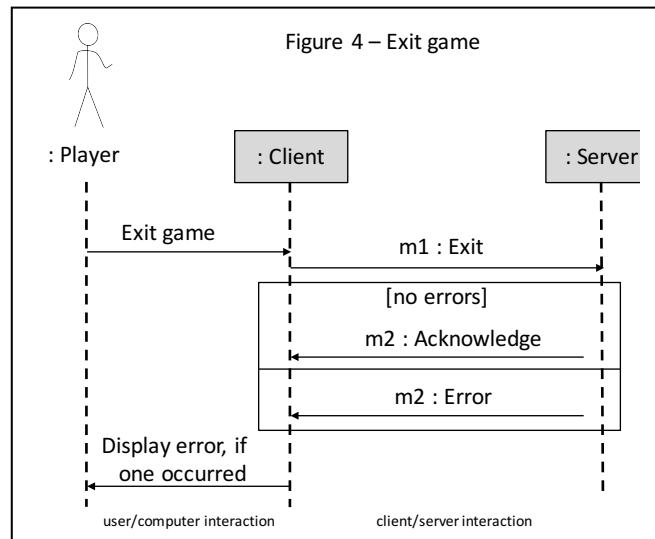 Figure 4 – Exit game
: Player
: Client
: Server
Exit game
m1 : Exit
[no errors]
m2 : Acknowledge
m2 : Error
Display error, if
one occurred
user/computer interaction
client/server interaction